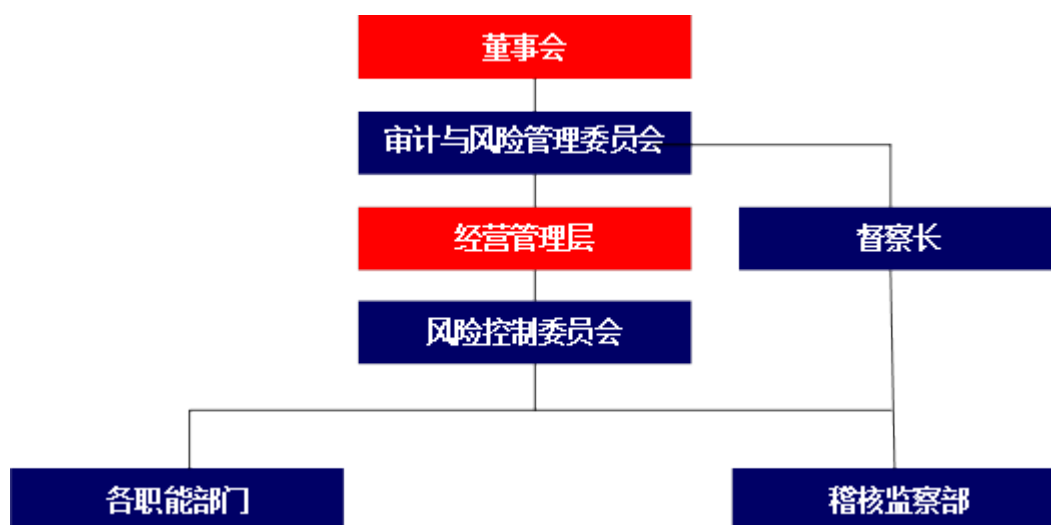 董事会
审计与风险管理委员会
经营管理层
督察长
风险控制委员会
各职能部门
稽核监察部